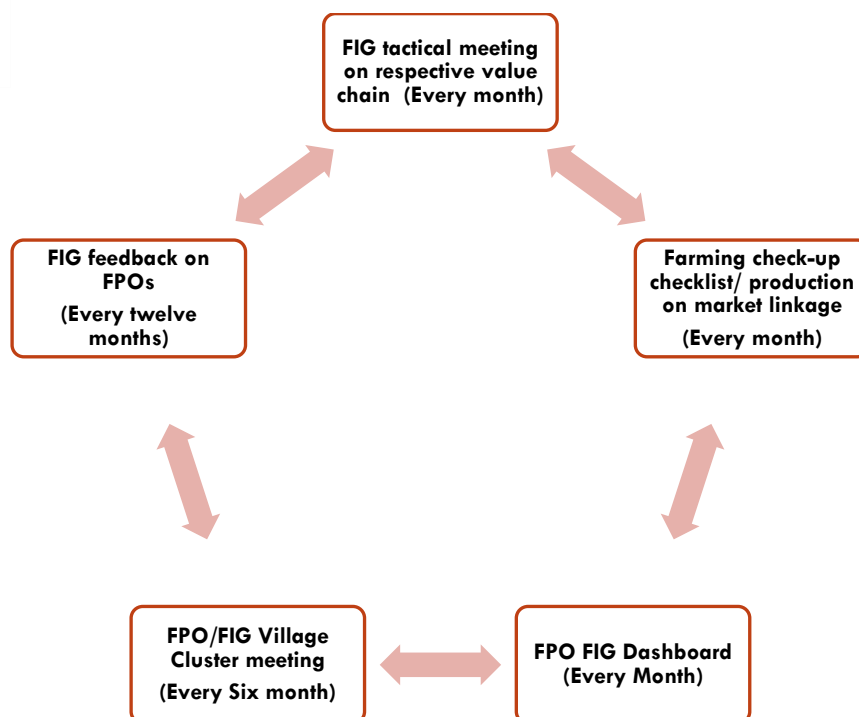 FIG tactical meeting
on respective value
chain (Every month)
FIG feedback on
FPOs
(Every twelve
months)
Farming check-up
checklist/ production
on market linkage
(Every month)
FPO/FIG Village
Cluster meeting
(Every Six month)
FPO FIG Dashboard
(Every Month)